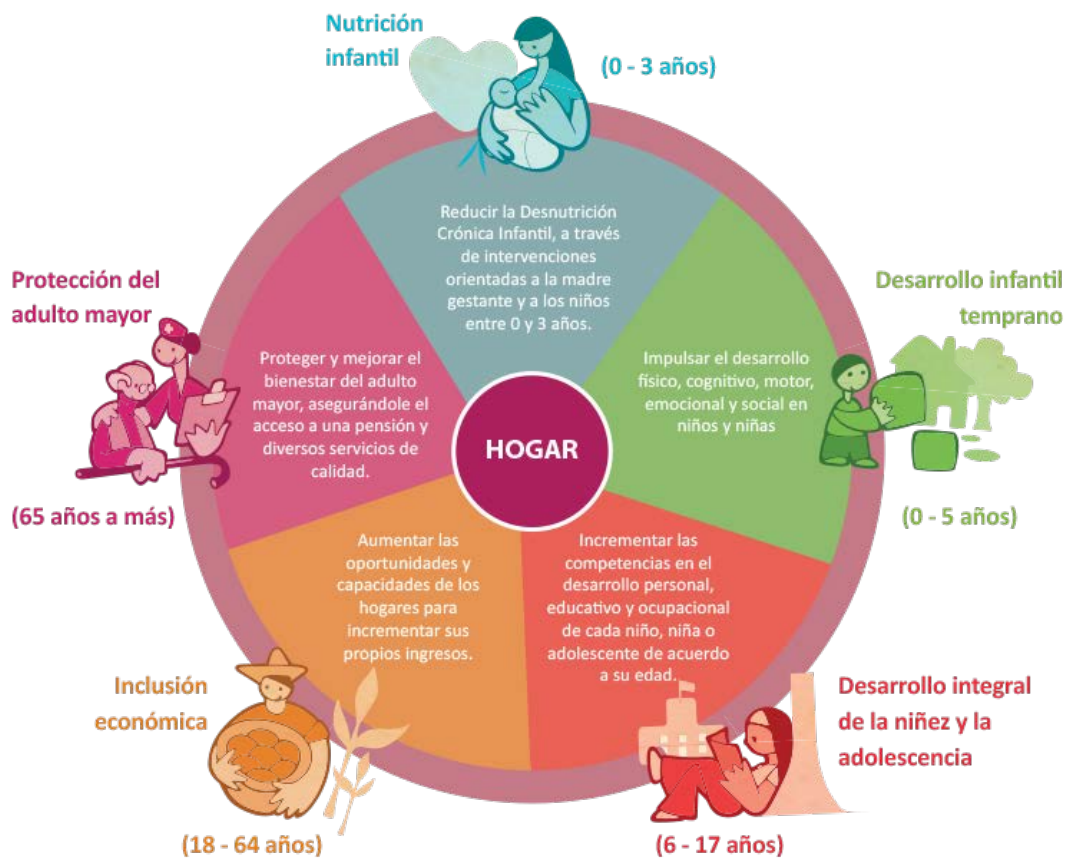 Nutrición
infantil
(0 - 3 años)
Reducir la Desnutrición
Crónica Infantil, a través
de intervenciones
orientadas a la madre
gestante y a los niños
entre 0 y 3 años.
Desarrollo infantil
temprano
Impulsar el desarrollo
físico, cognitivo, motor,
emocional y social en
niños y niñas
(0 - 5 años)
Protección del
adulto mayor
Proteger y mejorar el
bienestar del adulto
mayor, asegurándole el
acceso a una pensión y
diversos servicios de
calidad.
(65 años a más)
HOGAR
Aumentar las
oportunidades y
capacidades de los
hogares para
incrementar sus
propios ingresos.
Inclusión
económica
(18 - 64 años)
Incrementar las
competencias en el
desarrollo personal,
educativo y ocupacional
de cada niño, niña o
adolescente de acuerdo
a su edad.
Desarrollo integral
de la niñez y la
adolescencia
(6 - 17 años)